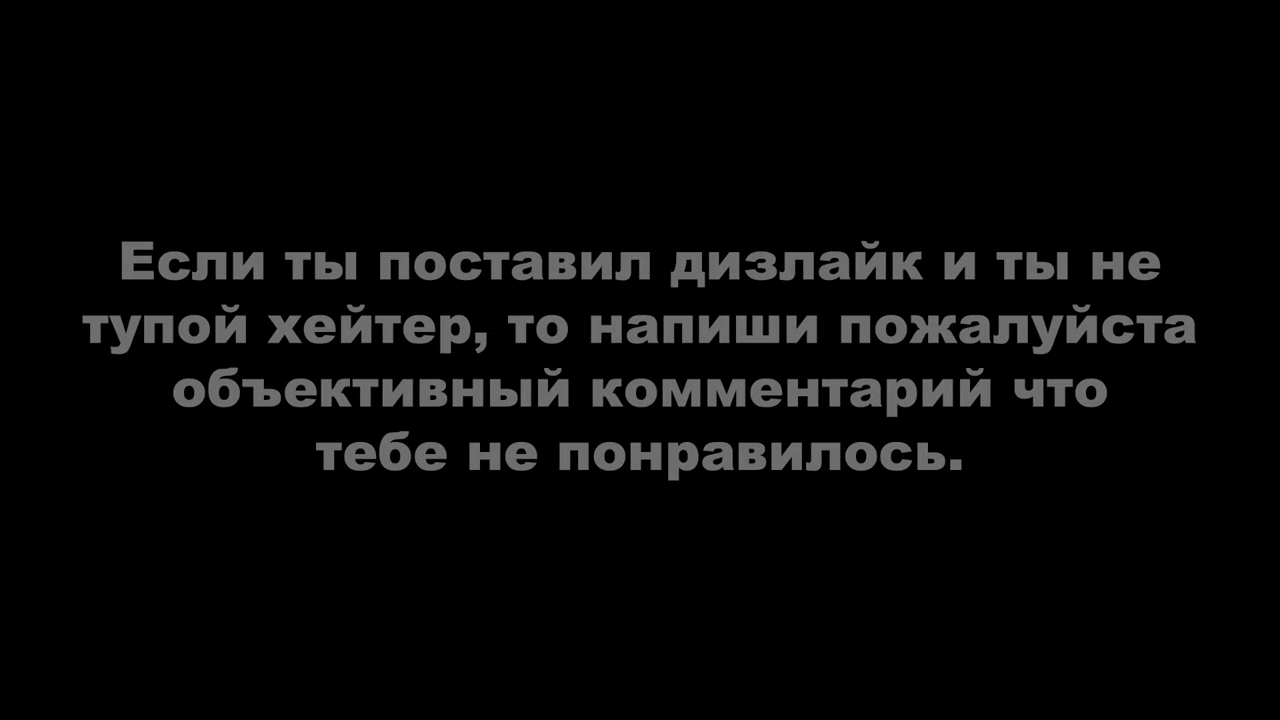 Если ты поставил дизлайк и ты не
тупой хейтер, то напиши пожалуйста
объективный комментарий что
тебе не понравилось.